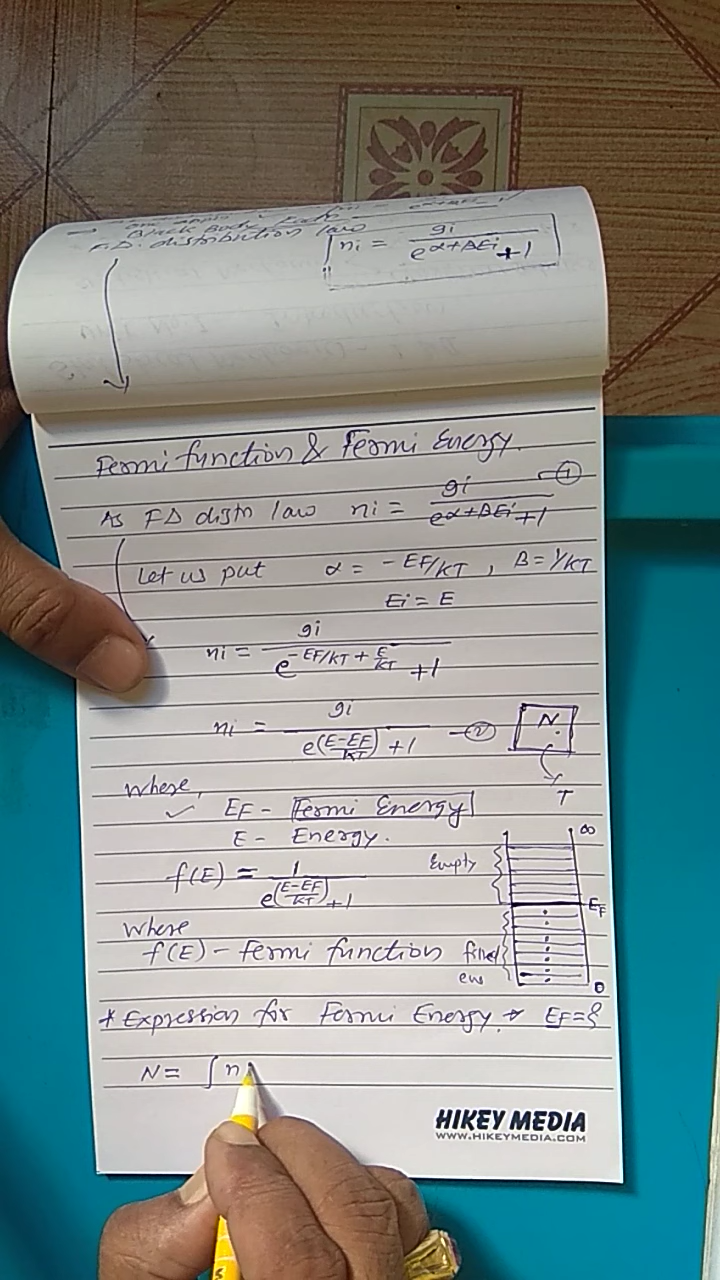 Black Body Radn
F.D. distribution law
ni = gi / e^α+βEi +1
Fermi function & Fermi Energy.
As FD distn law ni = gi / e^α+βEi +1 — ①
Let us put α = - EF/KT , β = 1/KT
Ei = E
ni = gi / e^-EF/KT + E/KT +1
ni = gi / e^(E-EF/KT) +1 — ②
N
T
Where,
✓ EF - Fermi Energy
E - Energy.
f(E) = 1 / e^(E-EF/KT) +1
Where
f(E) - Fermi function
∞
Empty
EF
filled
0
* Expression for Fermi Energy * EF=?
N = ∫ n
HIKEY MEDIA
WWW.HIKEYMEDIA.COM